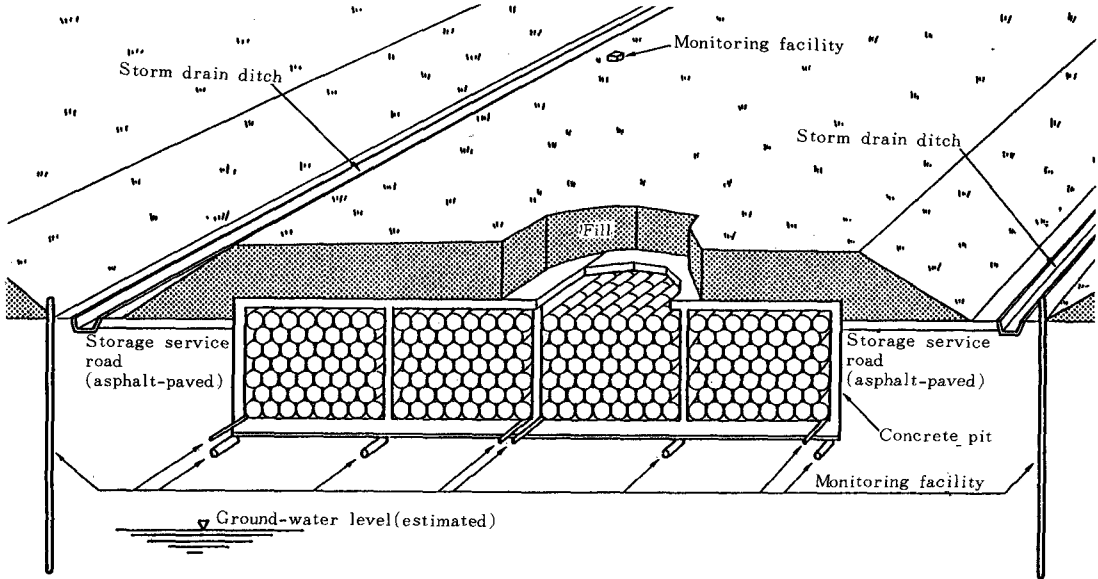 Monitoring facility
Storm drain ditch
Storm drain ditch
Fill
Storage service
road
(asphalt-paved)
Storage service
road
(asphalt-paved)
Concrete pit
Monitoring facility
Ground-water level(estimated)